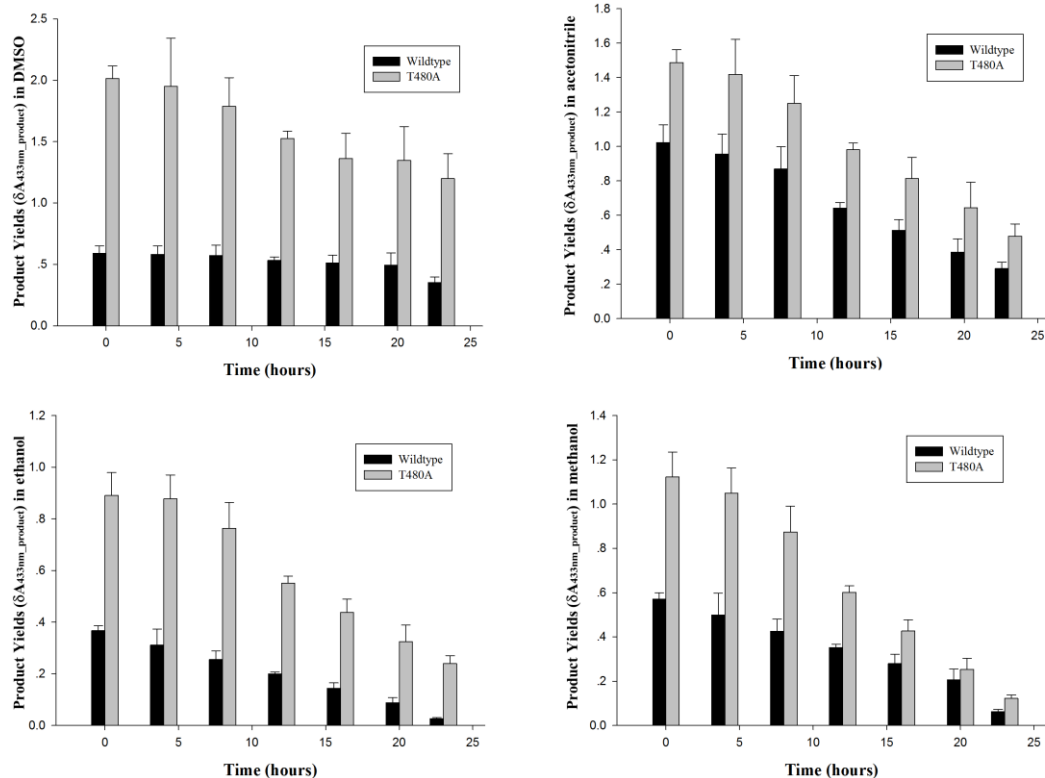 Product Yields (δA433nm_product) in DMSO
2.5
2.0
1.5
1.0
.5
0.0
Wildtype
T480A
0 5 10 15 20 25
Time (hours)
Product Yields (δA433nm_product) in acetonitrile
1.8
1.6
1.4
1.2
1.0
.8
.6
.4
.2
0.0
Wildtype
T480A
0 5 10 15 20 25
Time (hours)
Product Yields (δA433nm_product) in ethanol
1.2
1.0
.8
.6
.4
.2
0.0
Wildtype
T480A
0 5 10 15 20 25
Time (hours)
Product Yields (δA433nm_product) in methanol
1.4
1.2
1.0
.8
.6
.4
.2
0.0
Wildtype
T480A
0 5 10 15 20 25
Time (hours)